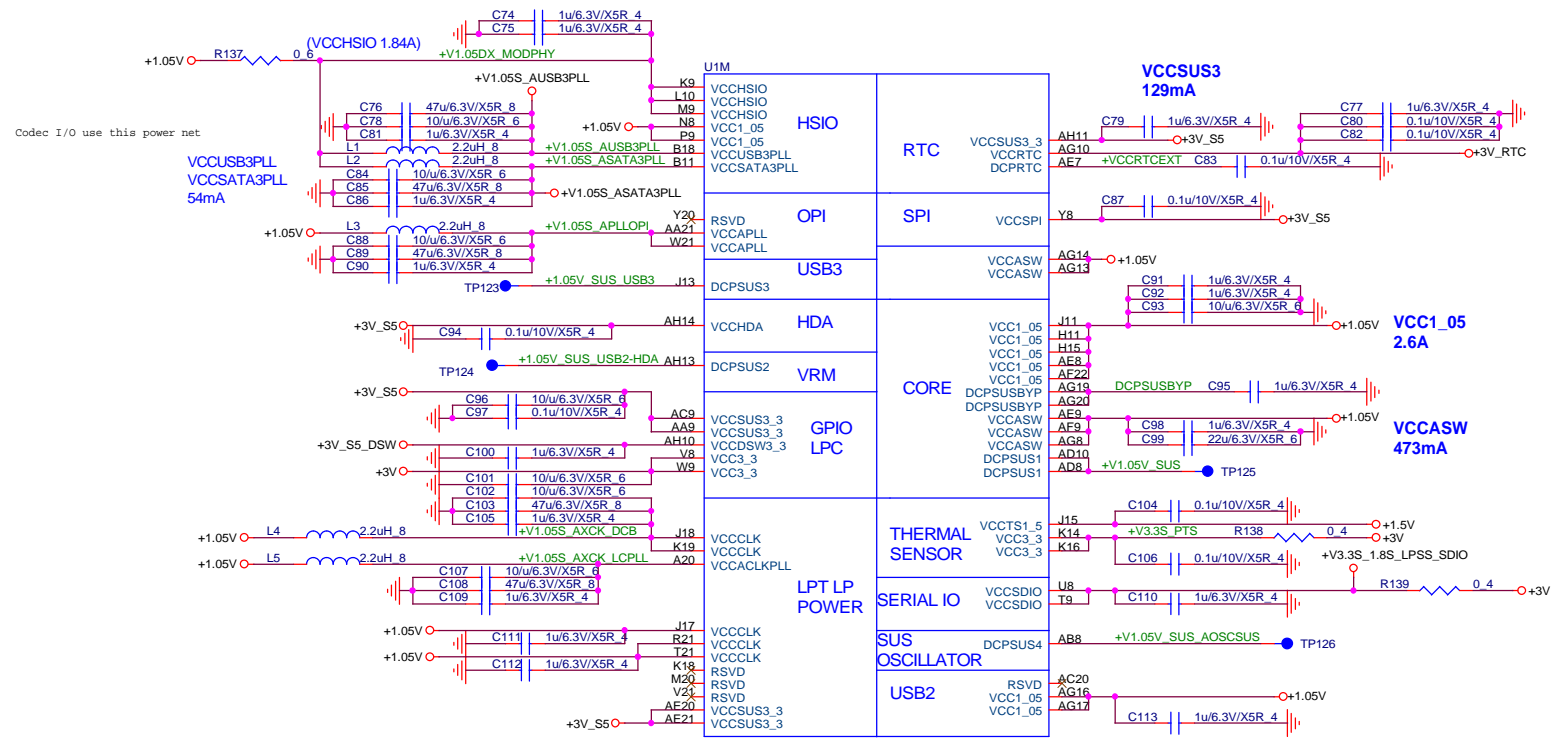 C74 1u/6.3V/X5R_4
C75 1u/6.3V/X5R_4
(VCCHSIO 1.84A)
+1.05V R137 0_6 +V1.05DX_MODPHY
+V1.05S_AUSB3PLL
C76 47u/6.3V/X5R_8
C78 10/u/6.3V/X5R_6
C81 1u/6.3V/X5R_4
Codec I/O use this power net
L1 2.2uH_8 +V1.05S_AUSB3PLL
L2 2.2uH_8 +V1.05S_ASATA3PLL
VCCUSB3PLL
VCCSATA3PLL
54mA
C84 10/u/6.3V/X5R_6
C85 47u/6.3V/X5R_8
C86 1u/6.3V/X5R_4
+V1.05S_ASATA3PLL
+1.05V
+1.05V L3 2.2uH_8 +V1.05S_APLLOPI
C88 10/u/6.3V/X5R_6
C89 47u/6.3V/X5R_8
C90 1u/6.3V/X5R_4
TP123 +1.05V_SUS_USB3
+3V_S5
C94 0.1u/10V/X5R_4
TP124 +1.05V_SUS_USB2-HDA
+3V_S5
C96 10/u/6.3V/X5R_6
C97 0.1u/10V/X5R_4
+3V_S5_DSW
C100 1u/6.3V/X5R_4
+3V
C101 10/u/6.3V/X5R_6
C102 10/u/6.3V/X5R_6
C103 47u/6.3V/X5R_8
C105 1u/6.3V/X5R_4
+1.05V L4 2.2uH_8 +V1.05S_AXCK_DCB
+1.05V L5 2.2uH_8 +V1.05S_AXCK_LCPLL
C107 10/u/6.3V/X5R_6
C108 47u/6.3V/X5R_8
C109 1u/6.3V/X5R_4
+1.05V
C111 1u/6.3V/X5R_4
+1.05V
C112 1u/6.3V/X5R_4
+3V_S5
U1M
K9 VCCHSIO
L10 VCCHSIO
M9 VCCHSIO
N8 VCC1_05
P9 VCC1_05
B18 VCCUSB3PLL
B11 VCCSATA3PLL
HSIO
Y20 RSVD
AA21 VCCAPLL
W21 VCCAPLL
OPI
USB3
J13 DCPSUS3
AH14 VCCHDA
HDA
AH13 DCPSUS2
VRM
AC9 VCCSUS3_3
AA9 VCCSUS3_3
AH10 VCCDSW3_3
V8 VCC3_3
W9 VCC3_3
GPIO
LPC
J18 VCCCLK
K19 VCCCLK
A20 VCCACLKPLL
LPT LP
POWER
J17 VCCCLK
R21 VCCCLK
T21 VCCCLK
K18 RSVD
M20 RSVD
V21 RSVD
AE20 VCCSUS3_3
AE21 VCCSUS3_3
RTC
VCCSUS3_3 AH11
VCCRTC AG10
DCPRTC AE7
SPI
VCCSPI Y8
VCCASW AG14
VCCASW AG13
CORE
VCC1_05 J11
VCC1_05 H11
VCC1_05 H15
VCC1_05 AE8
VCC1_05 AF22
DCPSUSBYP AG19
DCPSUSBYP AG20
VCCASW AE9
VCCASW AF9
VCCASW AG8
DCPSUS1 AD10
DCPSUS1 AD8
THERMAL
SENSOR
VCCTS1_5 J15
VCC3_3 K14
VCC3_3 K16
SERIAL IO
VCCSDIO U8
VCCSDIO T9
SUS
OSCILLATOR
DCPSUS4 AB8
USB2
RSVD AC20
VCC1_05 AG16
VCC1_05 AG17
VCCSUS3
129mA
C79 1u/6.3V/X5R_4
+3V_S5
C77 1u/6.3V/X5R_4
C80 0.1u/10V/X5R_4
C82 0.1u/10V/X5R_4
+3V_RTC
+VCCRTCEXT C83 0.1u/10V/X5R_4
C87 0.1u/10V/X5R_4
+3V_S5
+1.05V
C91 1u/6.3V/X5R_4
C92 1u/6.3V/X5R_4
C93 10/u/6.3V/X5R_6
+1.05V
VCC1_05
2.6A
DCPSUSBYP C95 1u/6.3V/X5R_4
+1.05V
C98 1u/6.3V/X5R_4
C99 22u/6.3V/X5R_6
VCCASW
473mA
+V1.05V_SUS TP125
C104 0.1u/10V/X5R_4
+1.5V
+V3.3S_PTS R138 0_4 +3V
C106 0.1u/10V/X5R_4
+V3.3S_1.8S_LPSS_SDIO
R139 0_4 +3V
C110 1u/6.3V/X5R_4
+V1.05V_SUS_AOSCSUS TP126
+1.05V
C113 1u/6.3V/X5R_4